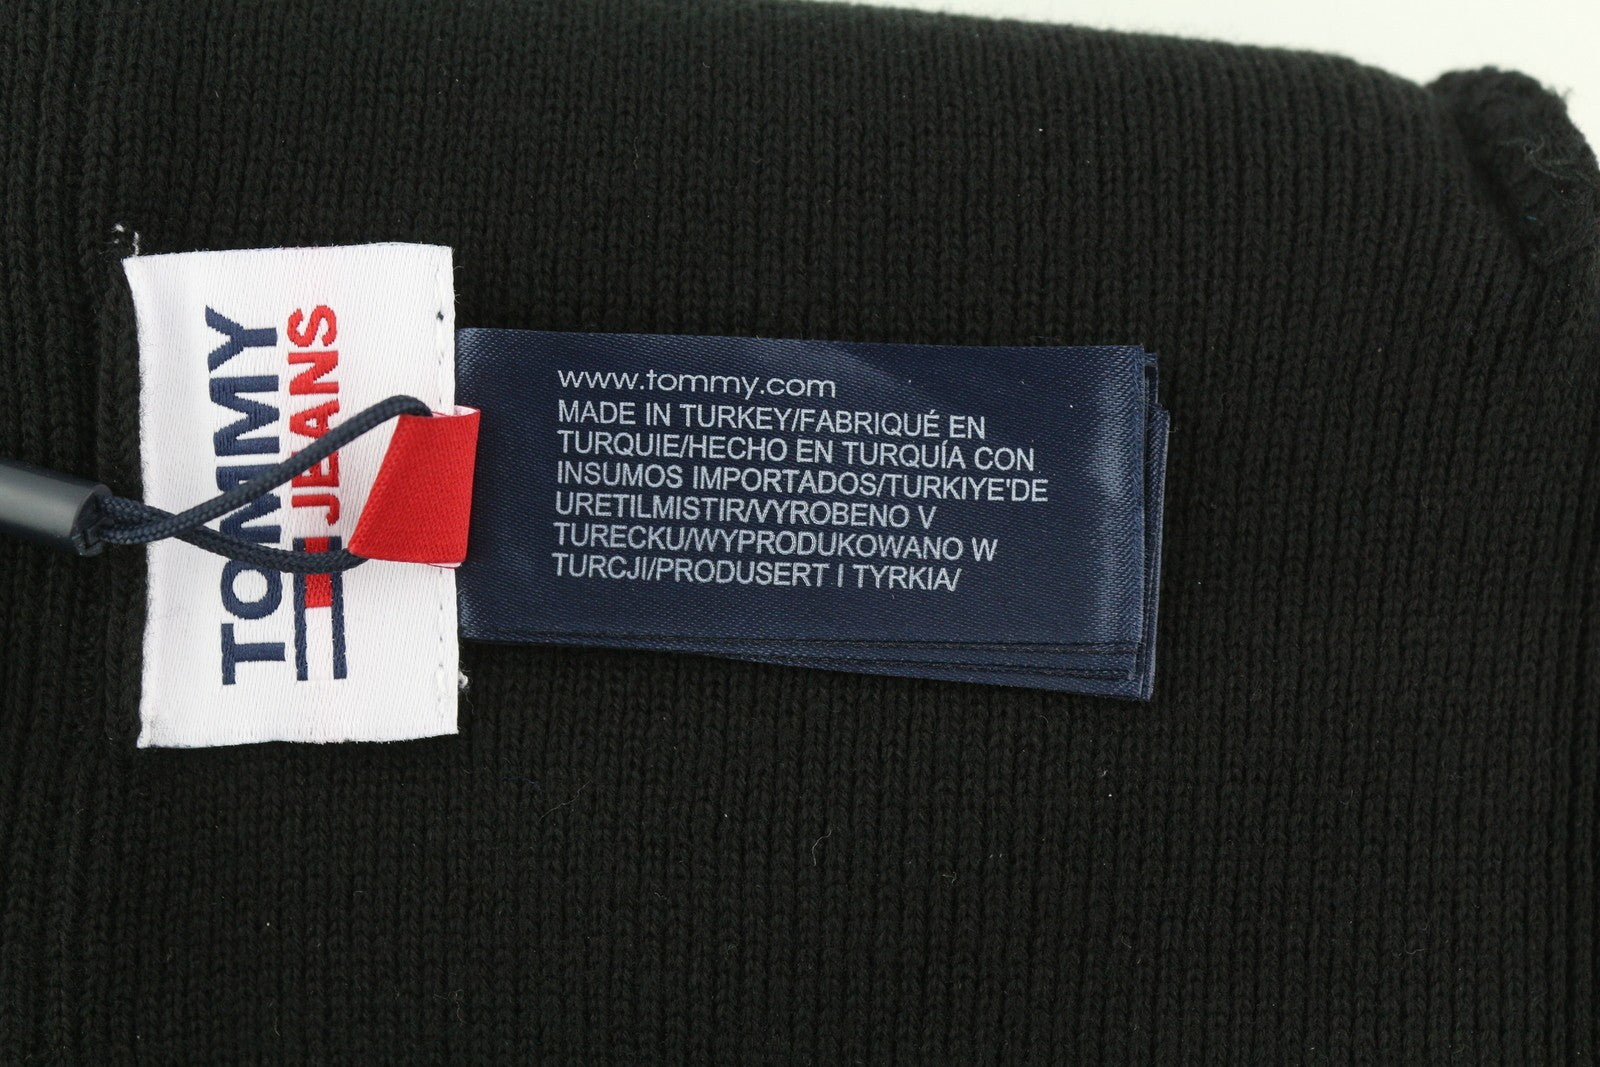 TOMMY
JEANS
www.tommy.com
MADE IN TURKEY/FABRIQUÉ EN
TURQUIE/HECHO EN TURQUÍA CON
INSUMOS IMPORTADOS/TURKIYE'DE
URETILMISTIR/VYROBENO V
TURECKU/WYPRODUKOWANO W
TURCJI/PRODUSERT I TYRKIA/